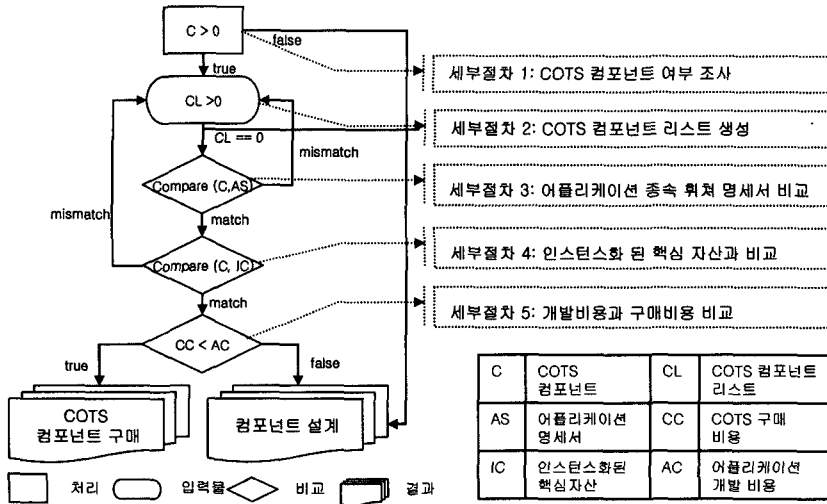 C > 0
false
true
세부절차 1: COTS 컴포넌트 여부 조사
CL >0
세부절차 2: COTS 컴포넌트 리스트 생성
CL == 0
mismatch
Compare (C,AS)
세부절차 3: 어플리케이션 종속 휘쳐 명세서 비교
match
mismatch
Compare (C, IC)
세부절차 4: 인스턴스화 된 핵심 자산과 비교
match
세부절차 5: 개발비용과 구매비용 비교
CC < AC
true
false
COTS
컴포넌트 구매
컴포넌트 설계
C
COTS
컴포넌트
CL
COTS 컴포넌트
리스트
AS
어플리케이션
명세서
CC
COTS 구매
비용
IC
인스턴스화된
핵심자산
AC
어플리케이션
개발 비용
처리
입력물
비교
결과